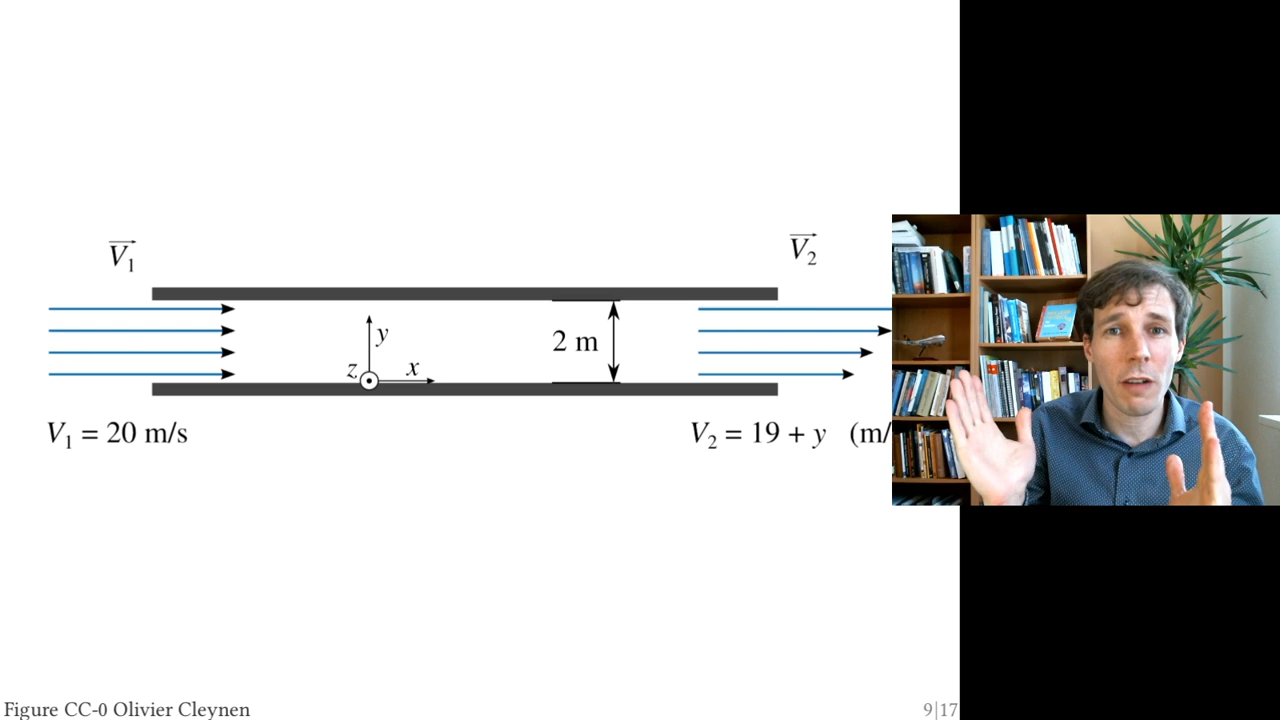 V₁
V₂
y
2 m
z
x
V₁ = 20 m/s
V₂ = 19 + y (m/
Figure CC-0 Olivier Cleynen
9|17